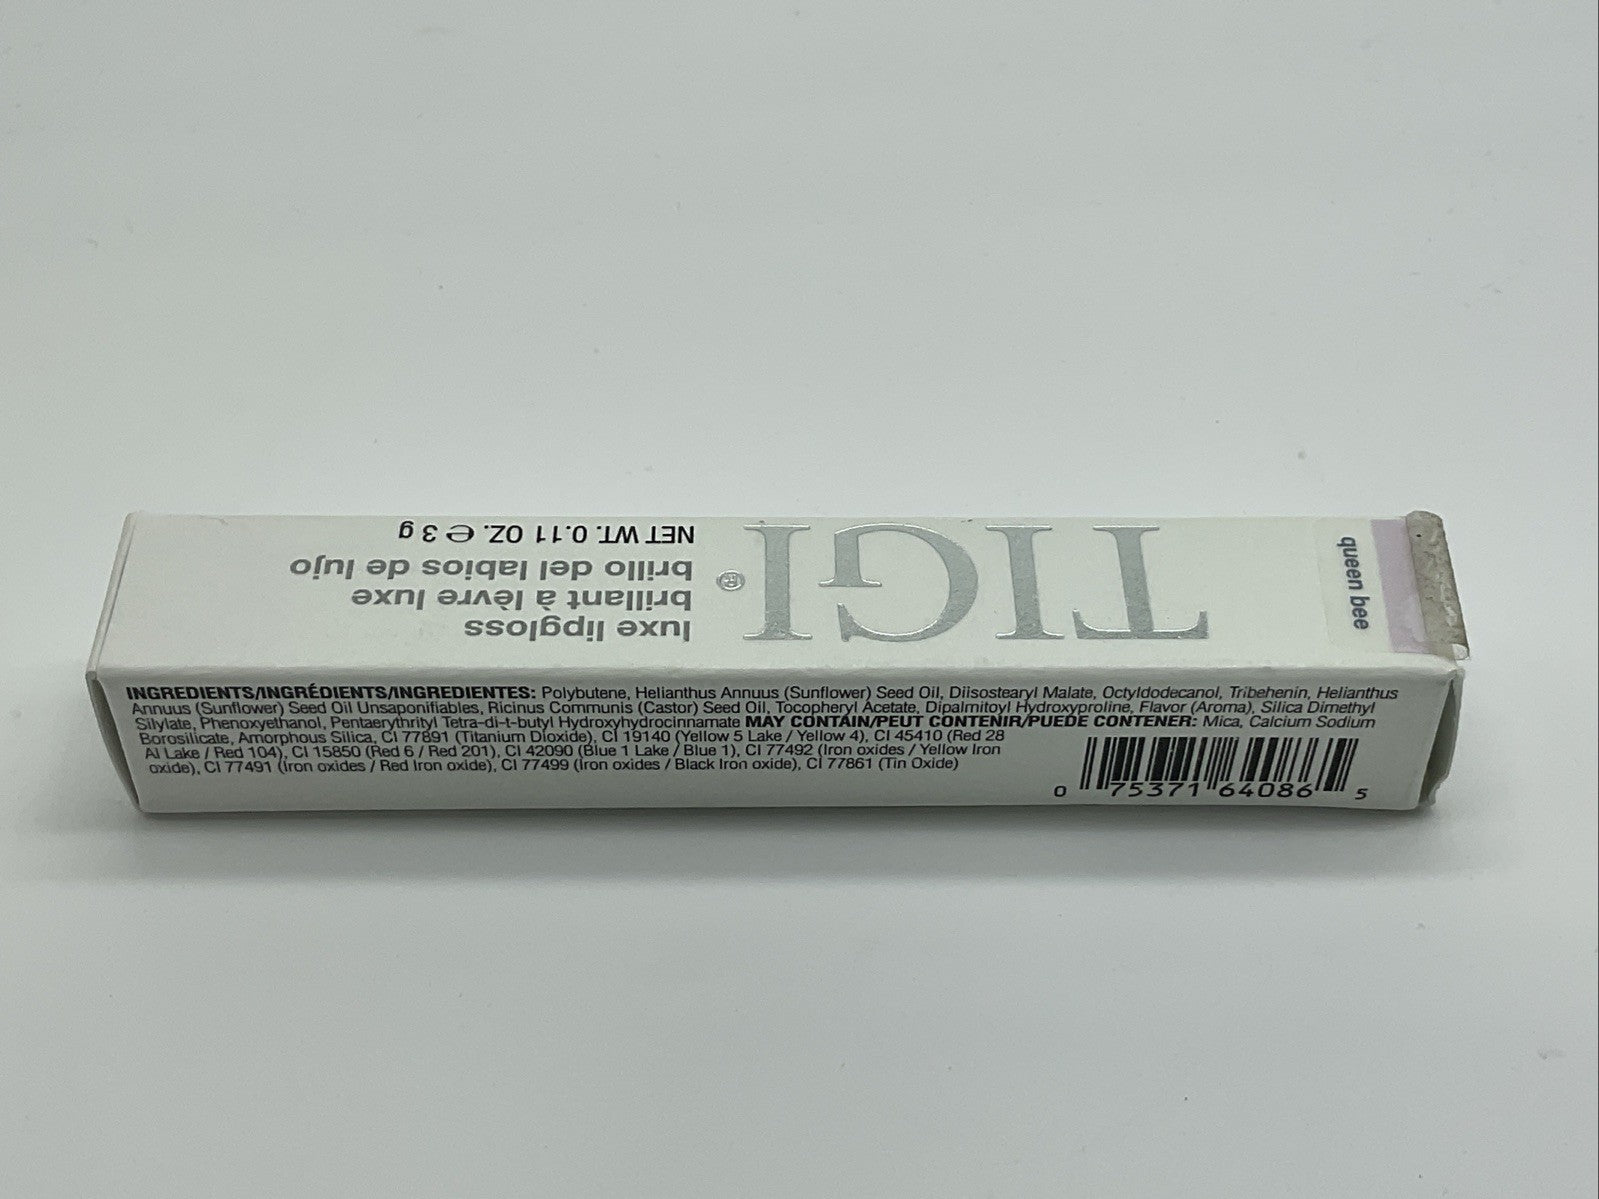 TIGI®
luxe lipgloss
brillant à lèvre luxe
brillo del labios de lujo
NET WT. 0.11 OZ. ℮ 3 g
queen bee
INGREDIENTS/INGRÉDIENTS/INGREDIENTES: Polybutene, Helianthus Annuus (Sunflower) Seed Oil, Diisostearyl Malate, Octyldodecanol, Tribehenin, Helianthus
Annuus (Sunflower) Seed Oil Unsaponifiables, Ricinus Communis (Castor) Seed Oil, Tocopheryl Acetate, Dipalmitoyl Hydroxyproline, Flavor (Aroma), Silica Dimethyl
Silylate, Phenoxyethanol, Pentaerythrityl Tetra-di-t-butyl Hydroxyhydrocinnamate MAY CONTAIN/PEUT CONTENIR/PUEDE CONTENER: Mica, Calcium Sodium
Borosilicate, Amorphous Silica, CI 77891 (Titanium Dioxide), CI 19140 (Yellow 5 Lake / Yellow 4), CI 45410 (Red 28
Al Lake / Red 104), CI 15850 (Red 6 / Red 201), CI 42090 (Blue 1 Lake / Blue 1), CI 77492 (Iron oxides / Yellow Iron
oxide), CI 77491 (Iron oxides / Red Iron oxide), CI 77499 (Iron oxides / Black Iron oxide), CI 77861 (Tin Oxide)
0 75371 64086 5